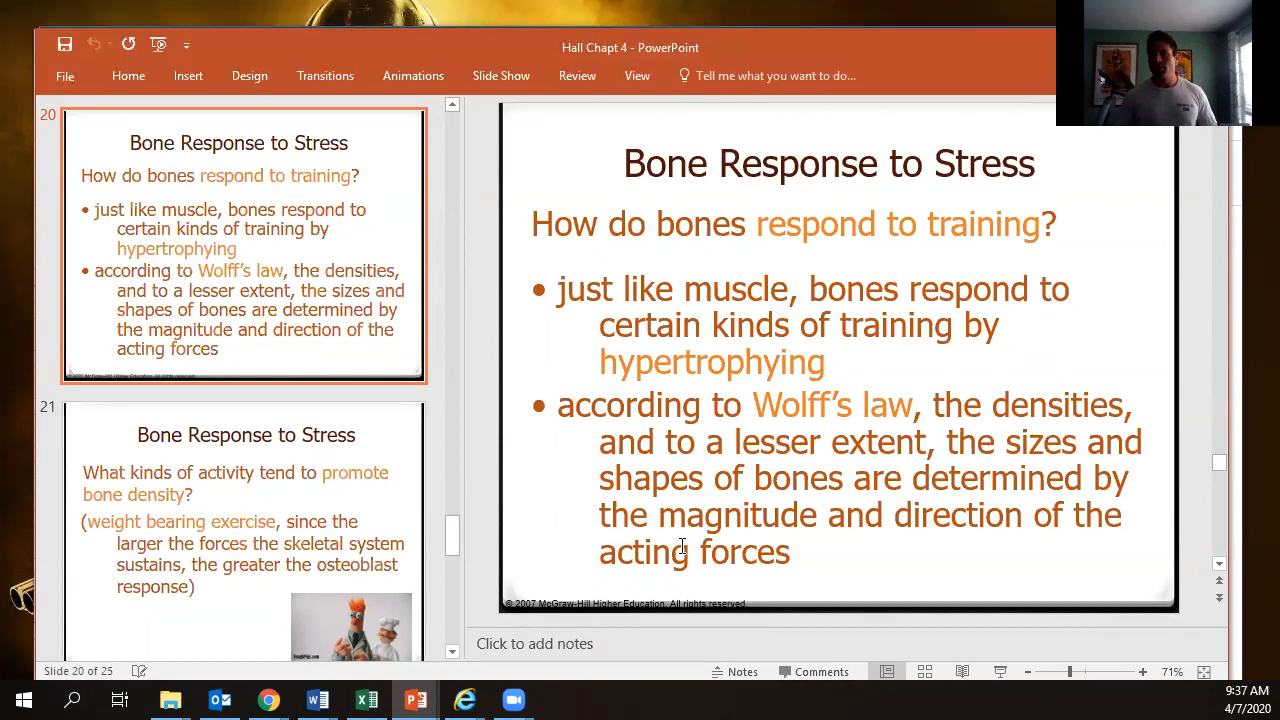 Hall Chapt 4 - PowerPoint
File Home Insert Design Transitions Animations Slide Show Review View Tell me what you want to do...
20
Bone Response to Stress
How do bones respond to training?
• just like muscle, bones respond to
certain kinds of training by
hypertrophying
• according to Wolff's law, the densities,
and to a lesser extent, the sizes and
shapes of bones are determined by
the magnitude and direction of the
acting forces
© 2007 McGraw-Hill Higher Education. All rights reserved.
21
Bone Response to Stress
What kinds of activity tend to promote
bone density?
(weight bearing exercise, since the
larger the forces the skeletal system
sustains, the greater the osteoblast
response)
Bone Response to Stress
How do bones respond to training?
• just like muscle, bones respond to
certain kinds of training by
hypertrophying
• according to Wolff's law, the densities,
and to a lesser extent, the sizes and
shapes of bones are determined by
the magnitude and direction of the
acting forces
© 2007 McGraw-Hill Higher Education. All rights reserved.
Click to add notes
Slide 20 of 25 Notes Comments 71%
9:37 AM
4/7/2020